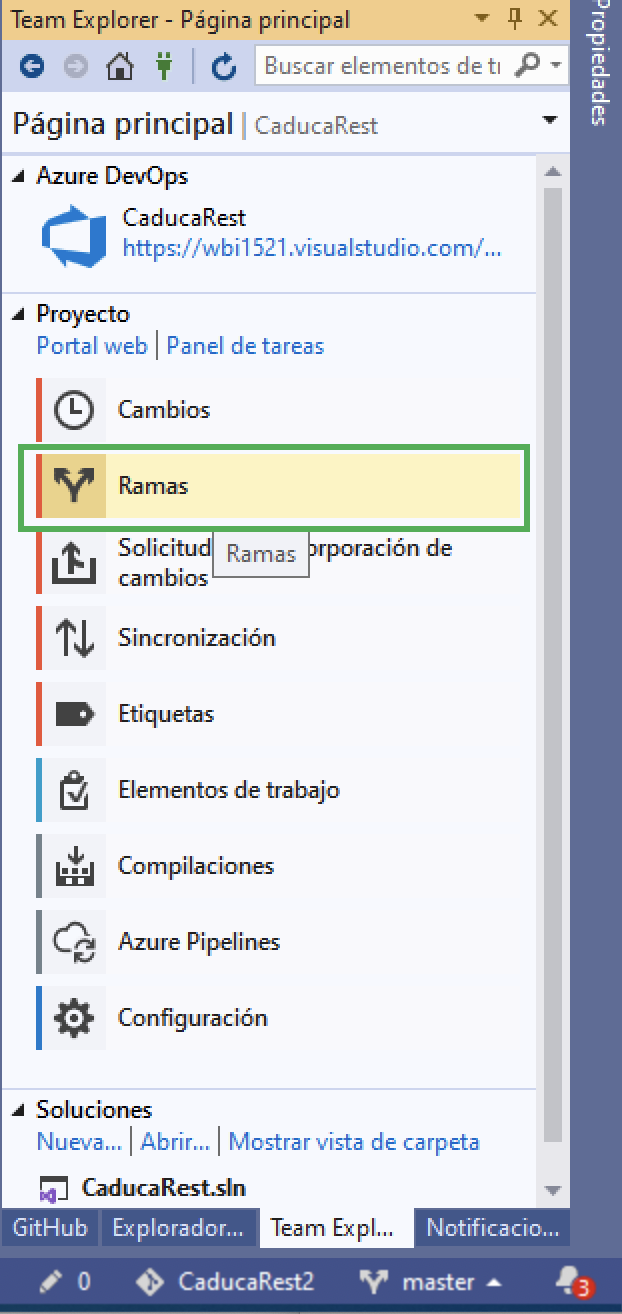 Team Explorer - Página principal
Propiedades
Buscar elementos de
Página principal | CaducaRest
Azure DevOps
CaducaRest
https://wbi1521.visualstudio.com/...
Proyecto
Portal web | Panel de tareas
Cambios
Ramas
Solicitud orporación de
Ramas
cambios
Sincronización
Etiquetas
Elementos de trabajo
Compilaciones
Azure Pipelines
Configuración
Soluciones
Nueva... | Abrir... | Mostrar vista de carpeta
CaducaRest.sln
GitHub Explorador... Team Expl... Notificacio...
0 CaducaRest2 master 3